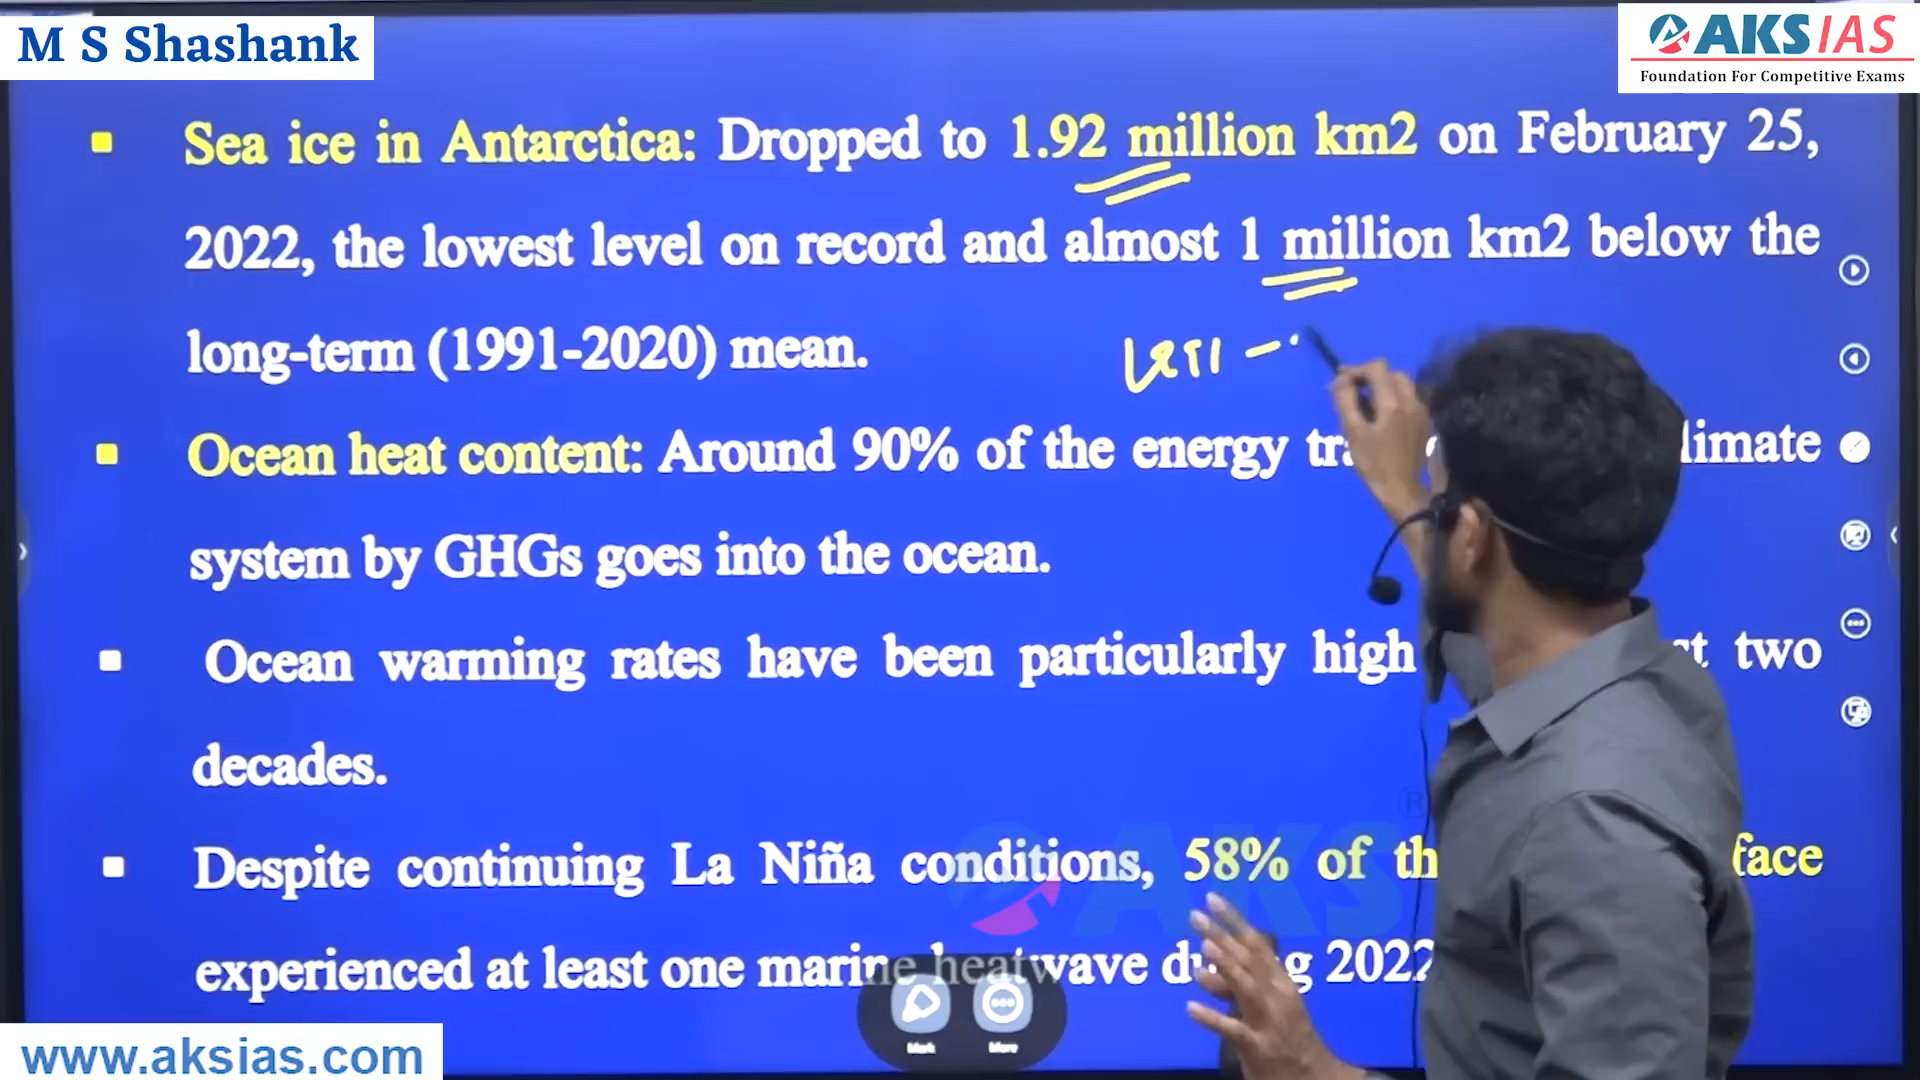 M S Shashank
AKS IAS
Foundation For Competitive Exams
Sea ice in Antarctica: Dropped to 1.92 million km2 on February 25,
2022, the lowest level on record and almost 1 million km2 below the
long-term (1991-2020) mean.
Ocean heat content: Around 90% of the energy limate
system by GHGs goes into the ocean.
Ocean warming rates have been particularly high two
decades.
Despite continuing La Niña conditions, 58% of face
experienced at least one marine heatwave during 2022
AKS
Mark More
www.aksias.com